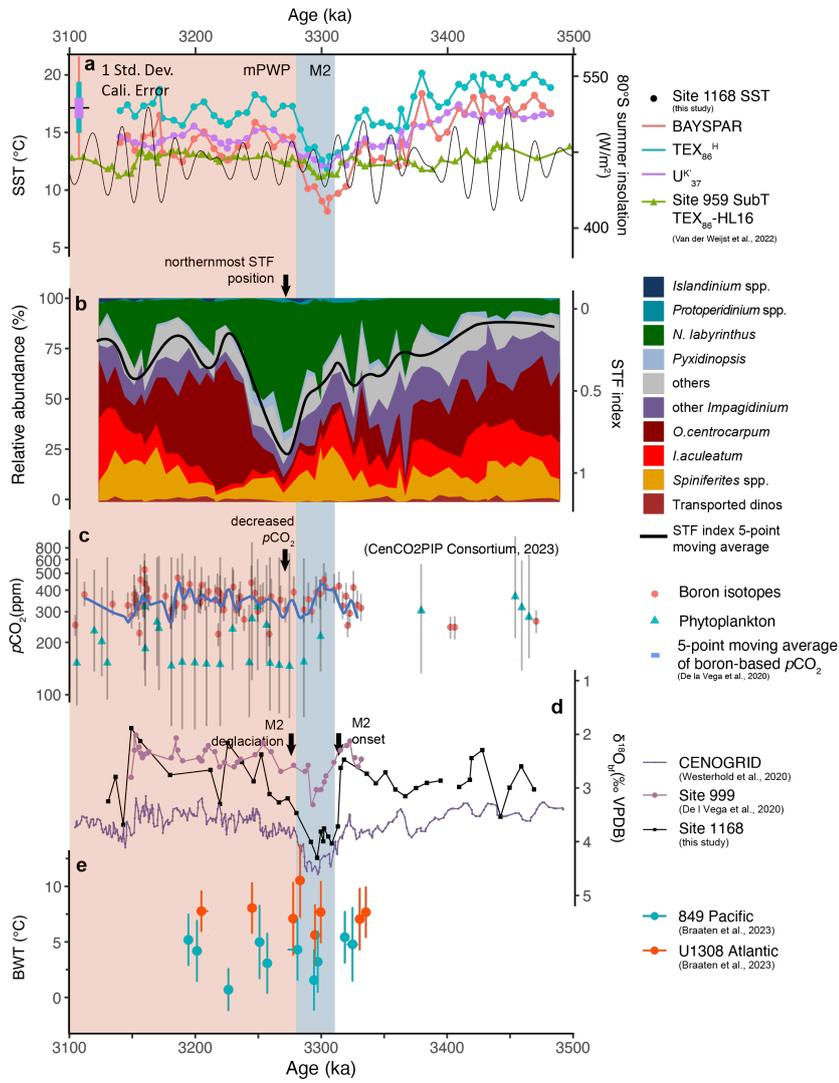 Age (ka)
3100 3200 3300 3400 3500
a
1 Std. Dev.
Cali. Error
mPWP
M2
20
15
10
5
SST (°C)
550
400
80°S summer insolation
(W/m²)
Site 1168 SST
(this study)
BAYSPAR
TEX₈₆ᴴ
Uᴷ'₃₇
Site 959 SubT
TEX₈₆-HL16
(Van der Weijst et al., 2022)
northernmost STF
position
b
100
75
50
25
0
Relative abundance (%)
0
0.5
1
STF index
Islandinium spp.
Protoperidinium spp.
N. labyrinthus
Pyxidinopsis
others
other Impagidinium
O.centrocarpum
I.aculeatum
Spiniferites spp.
Transported dinos
STF index 5-point
moving average
decreased
pCO₂
c
(CenCO2PIP Consortium, 2023)
800
600
500
400
300
200
100
pCO₂(ppm)
Boron isotopes
Phytoplankton
5-point moving average
of boron-based pCO₂
(De la Vega et al., 2020)
d
M2
deglaciation
M2
onset
1
2
3
4
5
δ¹⁸O_bf(‰ VPDB)
CENOGRID
(Westerhold et al., 2020)
Site 999
(De l Vega et al., 2020)
Site 1168
(this study)
e
10
5
0
BWT (°C)
849 Pacific
(Braaten et al., 2023)
U1308 Atlantic
(Braaten et al., 2023)
3100 3200 3300 3400 3500
Age (ka)